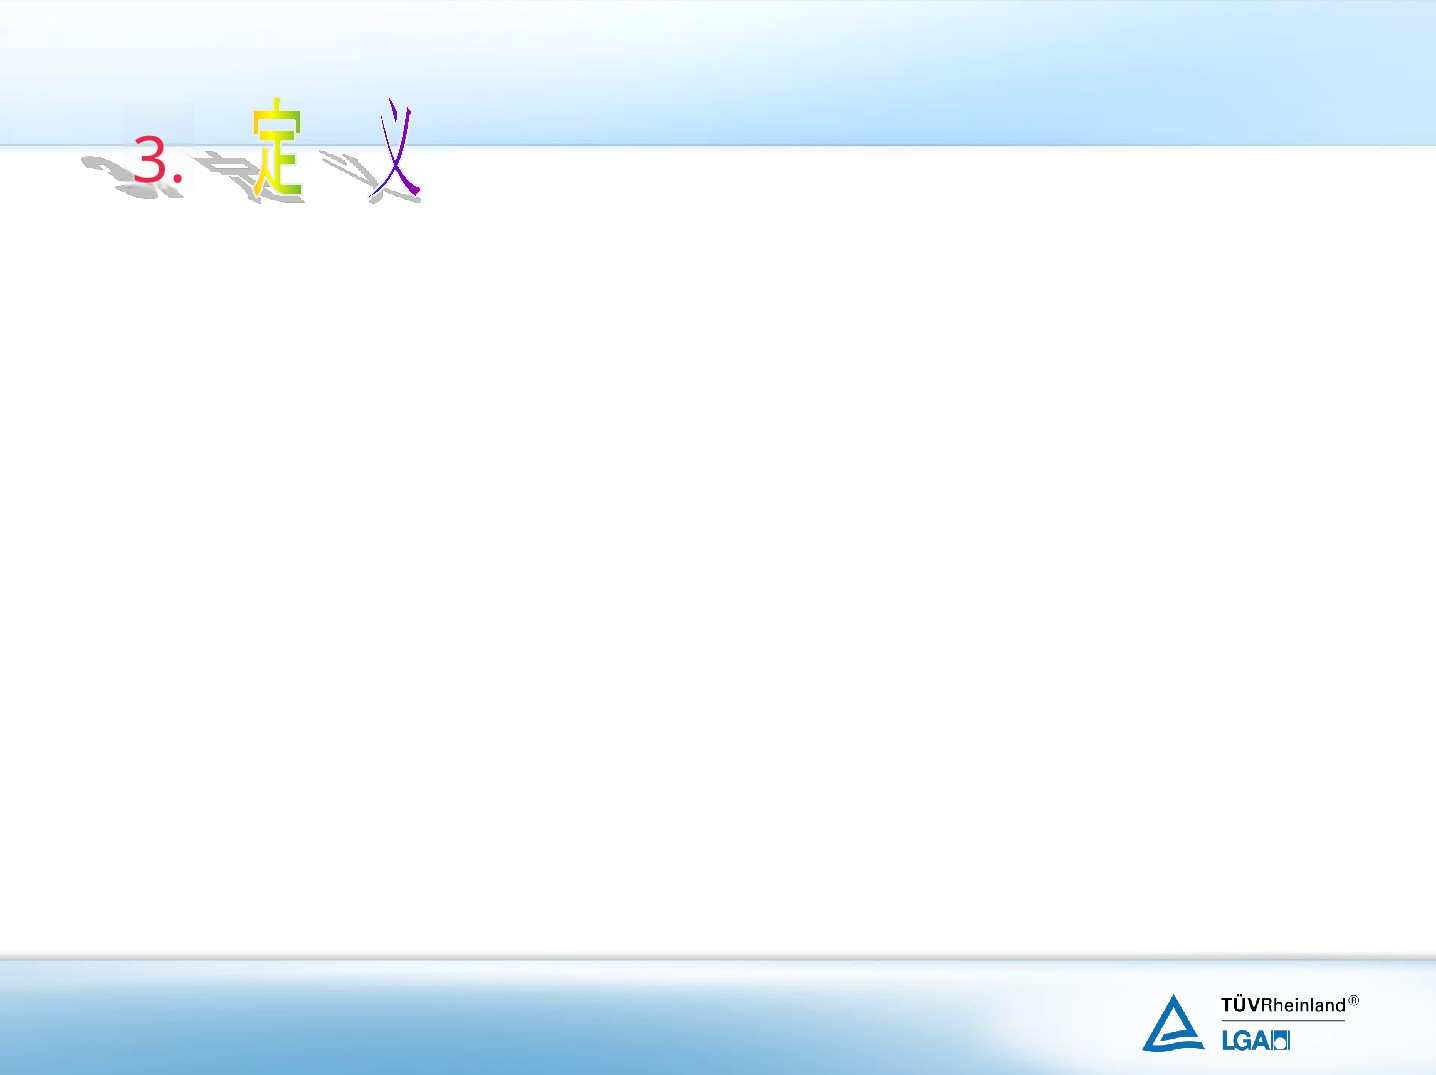 3. 定 义
TÜVRheinland®
LGA